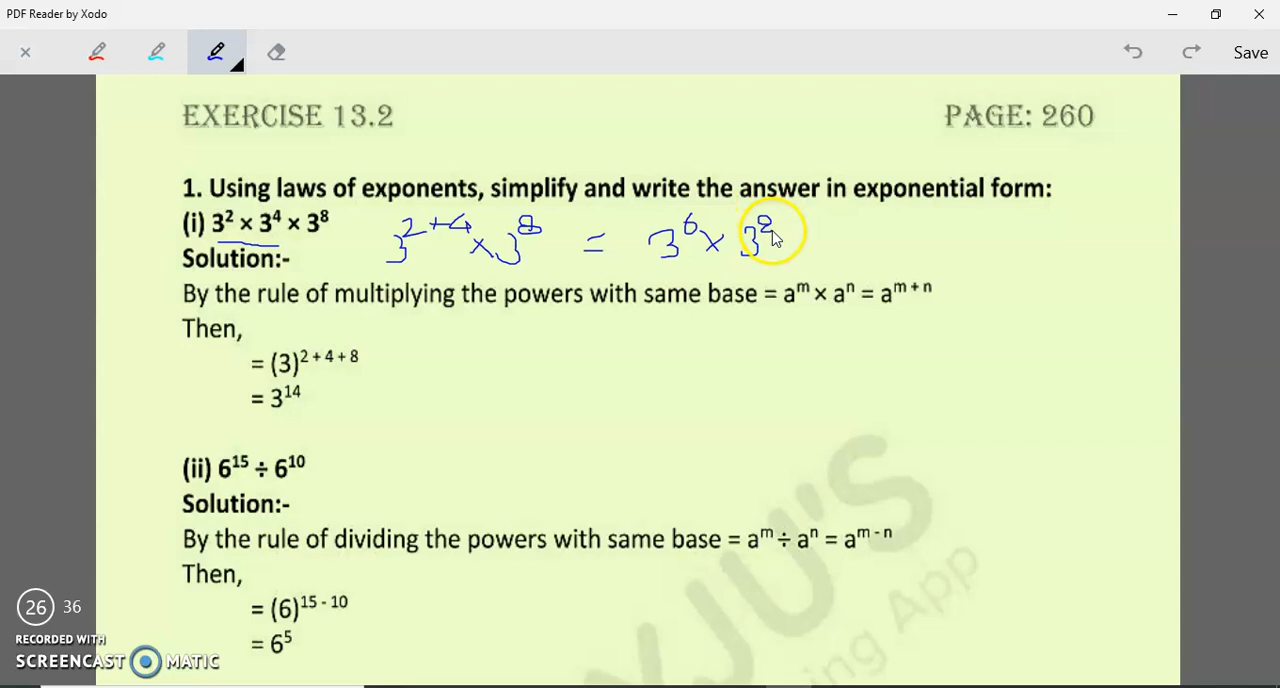 PDF Reader by Xodo
Save
EXERCISE 13.2 PAGE: 260
1. Using laws of exponents, simplify and write the answer in exponential form:
(i) 3² × 3⁴ × 3⁸ 3²⁺⁴ × 3⁸ = 3⁶ × 3⁸
Solution:-
By the rule of multiplying the powers with same base = aᵐ × aⁿ = aᵐ⁺ⁿ
Then,
= (3)²⁺⁴⁺⁸
= 3¹⁴
(ii) 6¹⁵ ÷ 6¹⁰
Solution:-
By the rule of dividing the powers with same base = aᵐ ÷ aⁿ = aᵐ⁻ⁿ
Then,
= (6)¹⁵⁻¹⁰
= 6⁵
26 36
RECORDED WITH
SCREENCAST MATIC
YJU'S
ing App